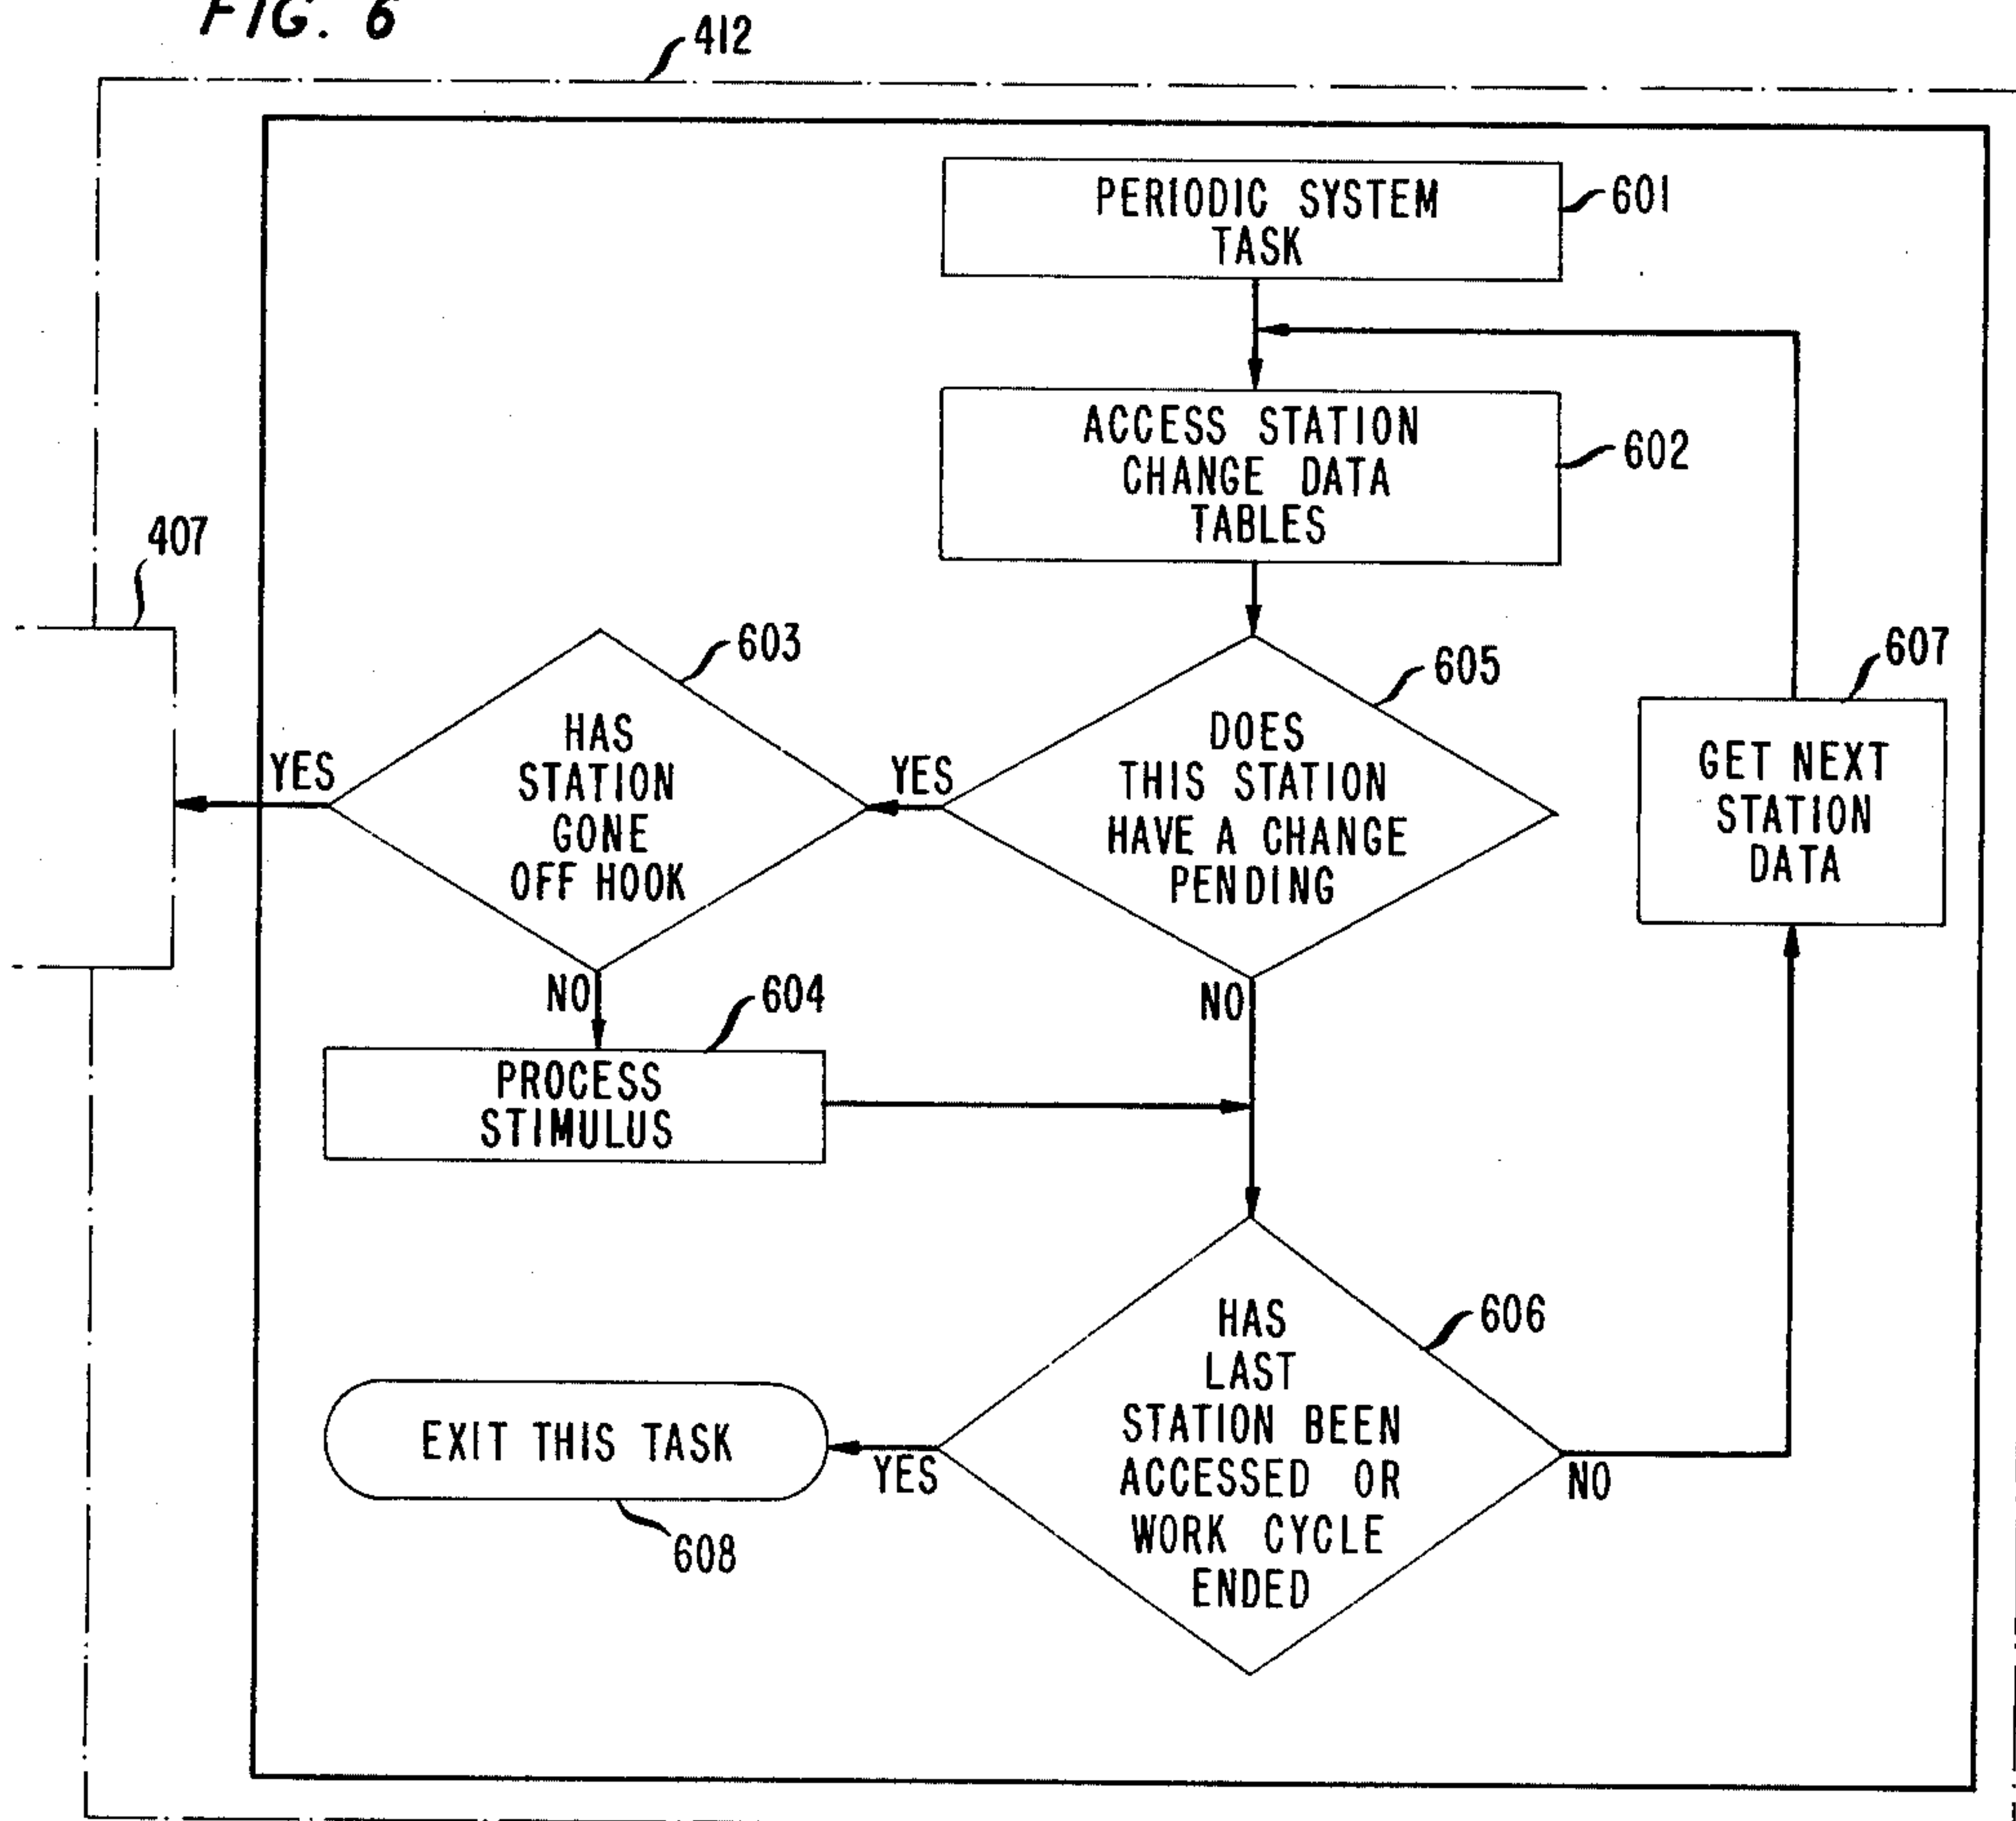 FIG. 6
412
PERIODIC SYSTEM
TASK
601
ACCESS STATION
CHANGE DATA
TABLES
602
407
603
HAS
STATION
GONE
OFF HOOK
YES
NO
605
DOES
THIS STATION
HAVE A CHANGE
PENDING
YES
NO
607
GET NEXT
STATION
DATA
604
PROCESS
STIMULUS
606
HAS
LAST
STATION BEEN
ACCESSED OR
WORK CYCLE
ENDED
YES
NO
EXIT THIS TASK
608